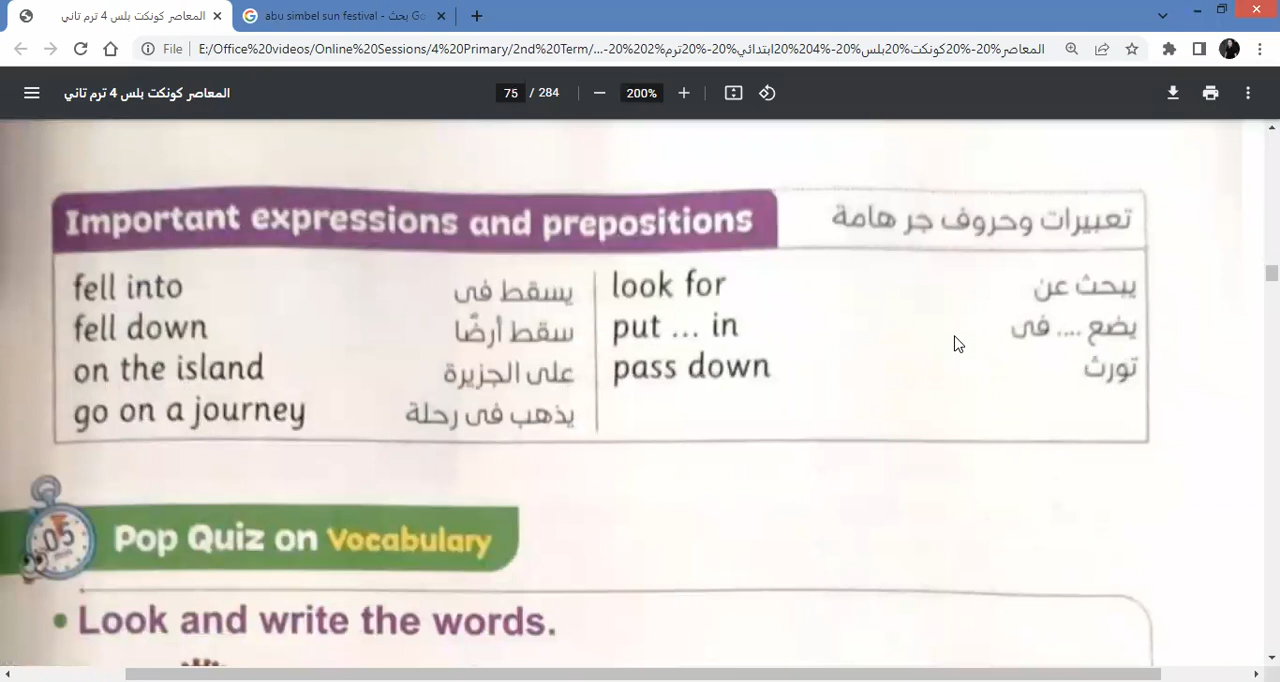 المعاصر كونكت بلس 4 ترم تاني
abu simbel sun festival - بحث Go
File
E:/Office%20videos/Online%20Sessions/4%20Primary/2nd%20Term/...-20%202%المعاصر%20-%20كونكت%20بلس%20-%204%20ابتدائي%20-%20ترم
المعاصر كونكت بلس 4 ترم تاني
75 / 284
200%
Important expressions and prepositions
تعبيرات وحروف جر هامة
fell into يسقط فى
fell down سقط أرضًا
on the island على الجزيرة
go on a journey يذهب فى رحلة
look for يبحث عن
put ... in يضع .... فى
pass down تورث
05
Pop Quiz on Vocabulary
• Look and write the words.